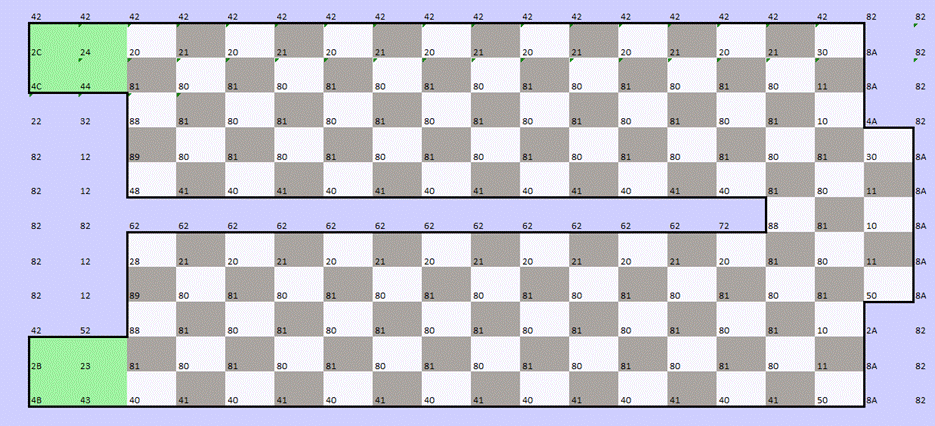 42 42 42 42 42 42 42 42 42 42 42 42 42 42 42 42 42 82 82
2C 24 20 21 20 21 20 21 20 21 20 21 20 21 20 21 30 8A 82
4C 44 81 80 81 80 81 80 81 80 81 80 81 80 81 80 11 8A 82
22 32 88 81 80 81 80 81 80 81 80 81 80 81 80 81 10 4A 82
82 12 89 80 81 80 81 80 81 80 81 80 81 80 81 80 81 30 8A
82 12 48 41 40 41 40 41 40 41 40 41 40 41 40 81 80 11 8A
82 82 62 62 62 62 62 62 62 62 62 62 62 62 72 88 81 10 8A
82 12 28 21 20 21 20 21 20 21 20 21 20 21 20 81 80 11 8A
82 12 89 80 81 80 81 80 81 80 81 80 81 80 81 80 81 50 8A
42 52 88 81 80 81 80 81 80 81 80 81 80 81 80 81 10 2A 82
2B 23 81 80 81 80 81 80 81 80 81 80 81 80 81 80 11 8A 82
4B 43 40 41 40 41 40 41 40 41 40 41 40 41 40 41 50 8A 82